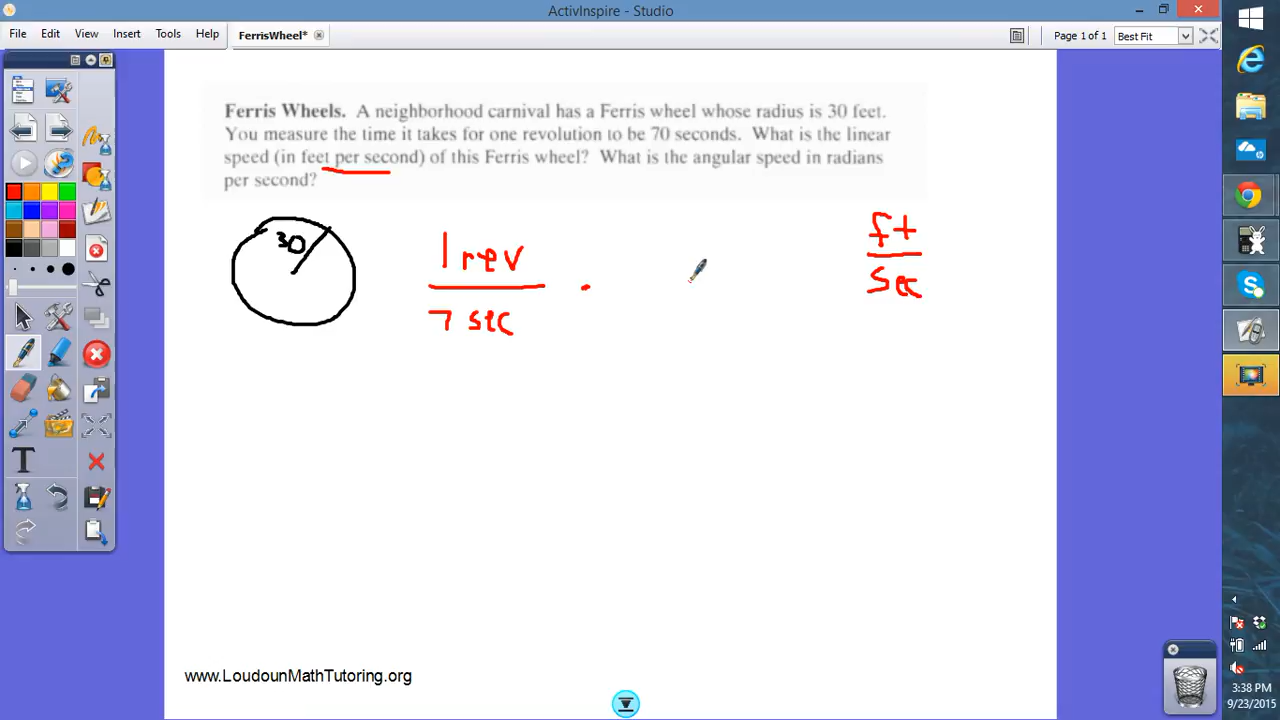 ActivInspire - Studio
File Edit View Insert Tools Help
FerrisWheel*
Page 1 of 1
Best Fit
Ferris Wheels. A neighborhood carnival has a Ferris wheel whose radius is 30 feet.
You measure the time it takes for one revolution to be 70 seconds. What is the linear
speed (in feet per second) of this Ferris wheel? What is the angular speed in radians
per second?
30
1 rev
7 sec
.
ft
sec
T
www.LoudounMathTutoring.org
3:38 PM
9/23/2015